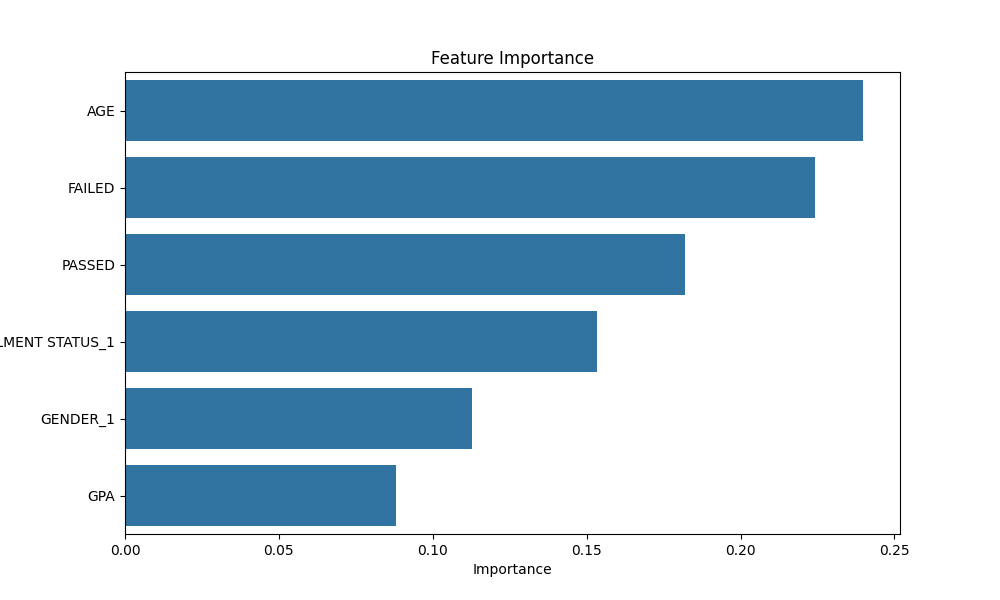 Feature Importance
AGE
FAILED
PASSED
LMENT STATUS_1
GENDER_1
GPA
0.00 0.05 0.10 0.15 0.20 0.25
Importance